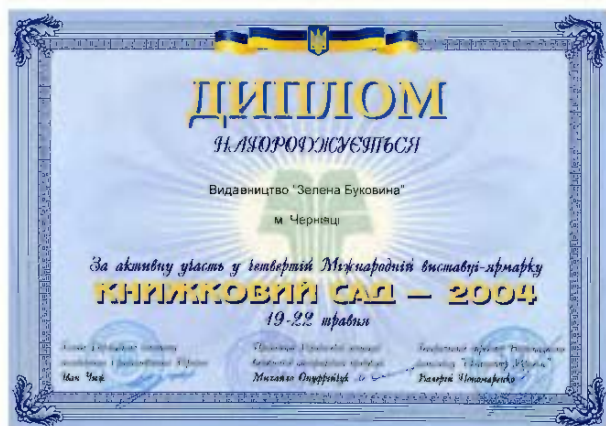 ДИПЛОМ
НАГОРОДЖУЄТЬСЯ
Видавництво "Зелена Буковина"
м. Чернівці
За активну участь у четвертій Міжнародній виставці-ярмарку
КНИЖКОВИЙ САД – 2004
19-22 травня
Іван Чиж
Михайло Онуфрійчук
Валерій Пономаренко